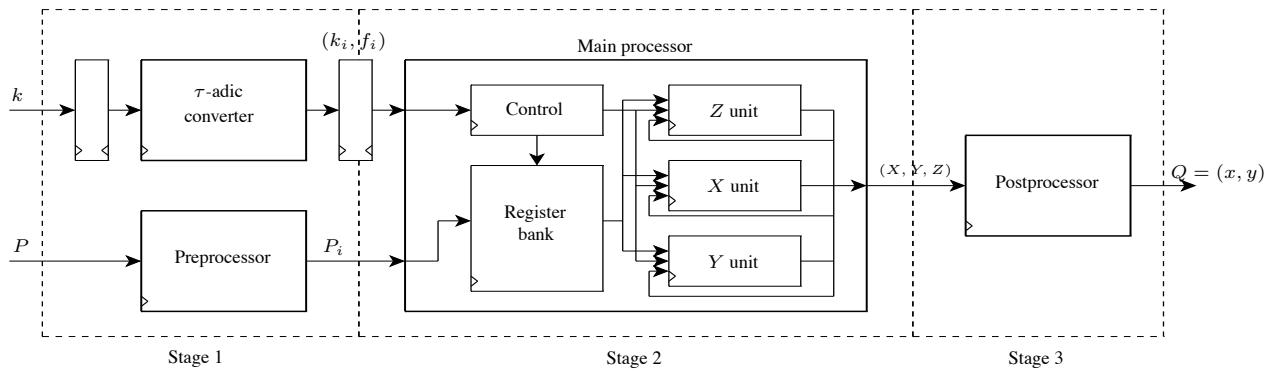 (k_i, f_i)
Main processor
k
τ-adic
converter
Control
Z unit
(X, Y, Z)
Q = (x, y)
X unit
Postprocessor
Register
bank
P
Preprocessor
P_i
Y unit
Stage 1
Stage 2
Stage 3